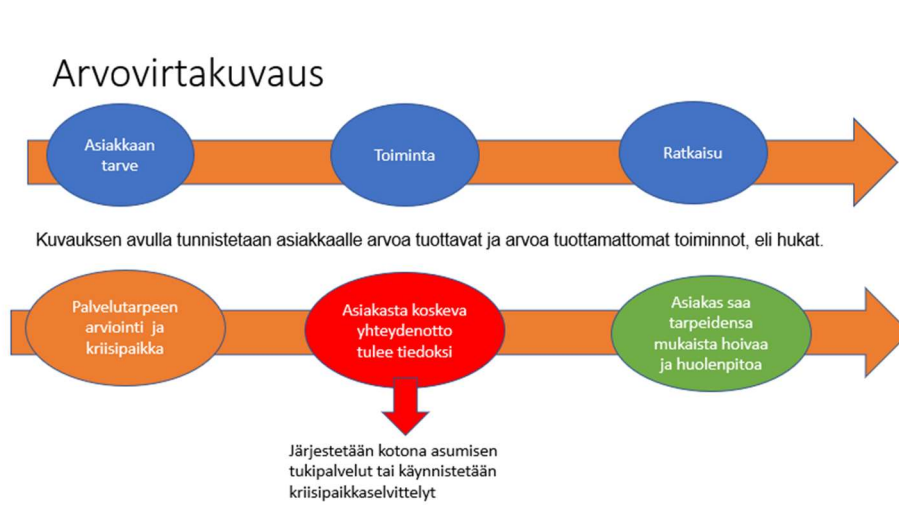 Arvovirtakuvaus
Asiakkaan
tarve
Toiminta
Ratkaisu
Kuvauksen avulla tunnistetaan asiakkaalle arvoa tuottavat ja arvoa tuottamattomat toiminnot, eli hukat.
Palvelutarpeen
arviointi ja
kriisipaikka
Asiakasta koskeva
yhteydenotto
tulee tiedoksi
Asiakas saa
tarpeidensa
mukaista hoivaa
ja huolenpitoa
Järjestetään kotona asumisen
tukipalvelut tai käynnistetään
kriisipaikkaselvittelyt